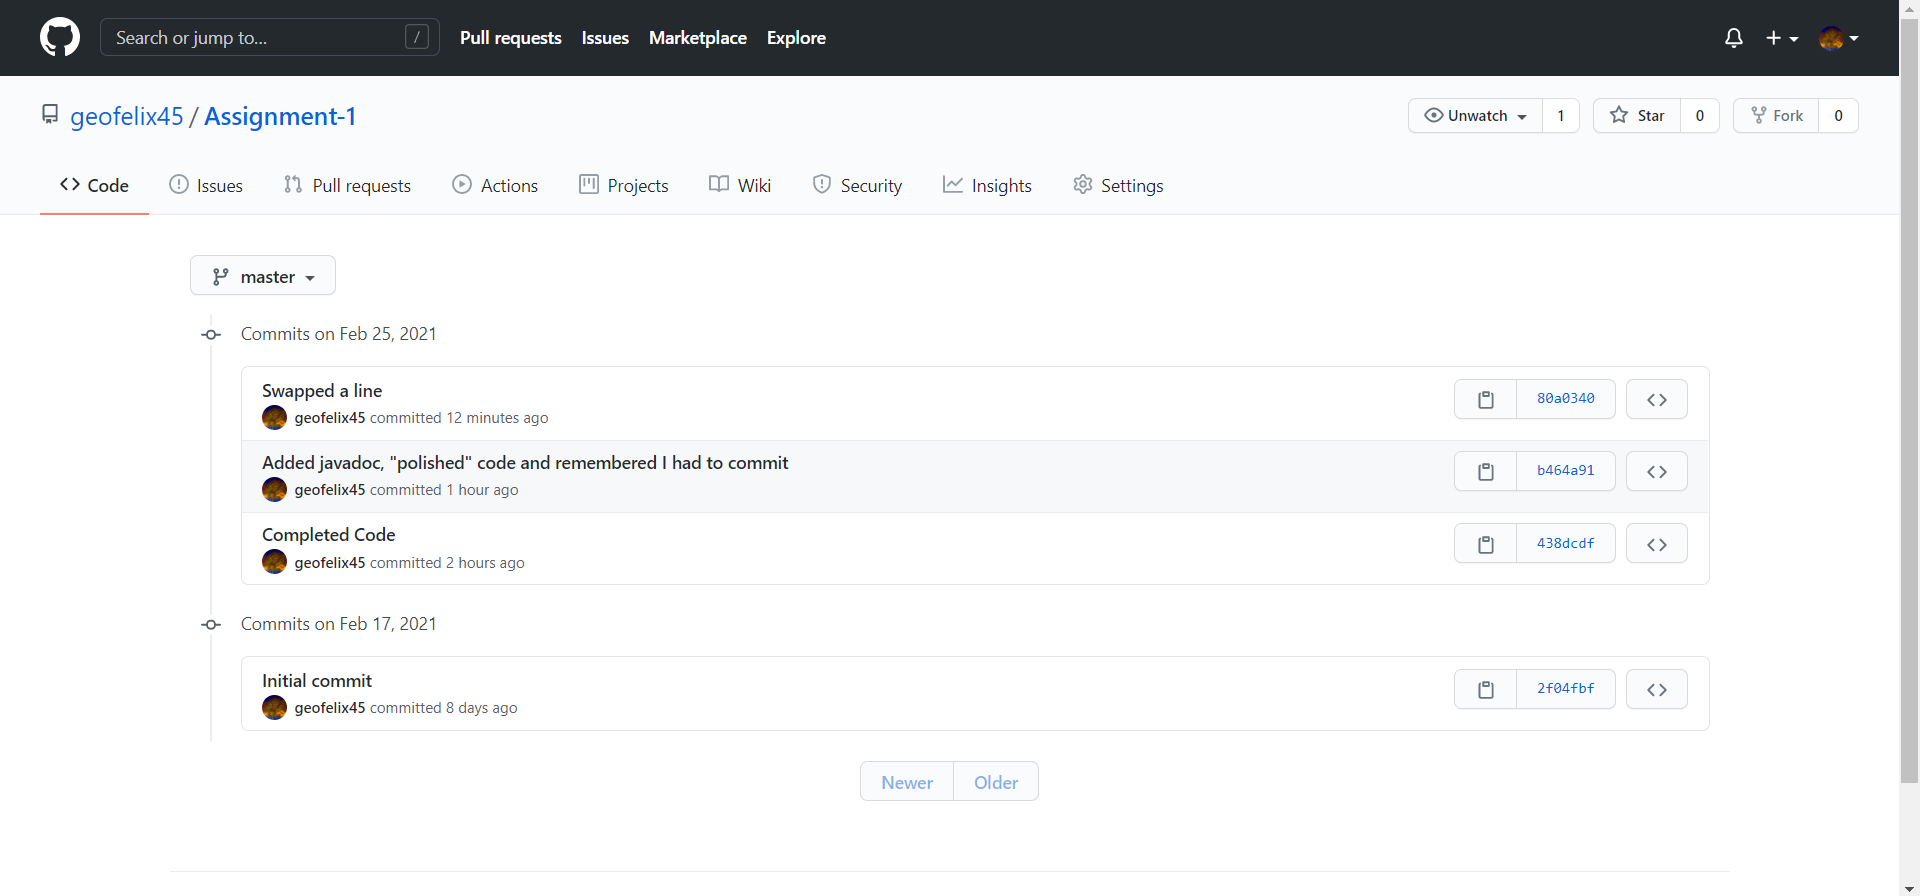 Search or jump to... /
Pull requests Issues Marketplace Explore
geofelix45 / Assignment-1
Unwatch 1 Star 0 Fork 0
Code Issues Pull requests Actions Projects Wiki Security Insights Settings
master
Commits on Feb 25, 2021
Swapped a line
geofelix45 committed 12 minutes ago
80a0340
Added javadoc, "polished" code and remembered I had to commit
geofelix45 committed 1 hour ago
b464a91
Completed Code
geofelix45 committed 2 hours ago
438dcdf
Commits on Feb 17, 2021
Initial commit
geofelix45 committed 8 days ago
2f04fbf
Newer Older